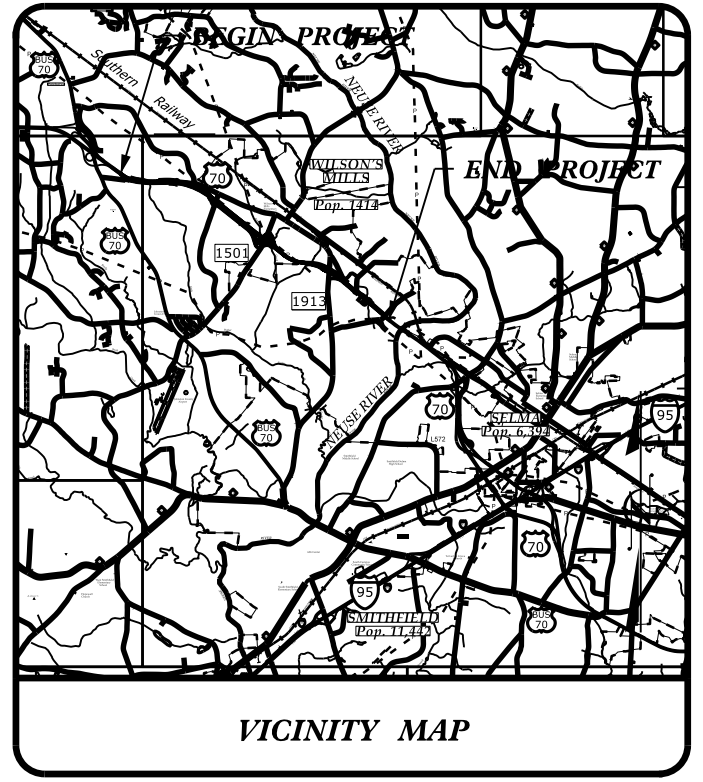 BEGIN PROJECT
BUS
70
Southern
Railway
NEUSE RIVER
WILSON'S
MILLS
Pop. 1414
END PROJECT
70
BUS
70
1501
1913
NEUSE RIVER
70
SELMA
Pop. 6,394
95
BUS
70
L572
70
95
SMITHFIELD
Pop. 11,442
BUS
70
VICINITY MAP